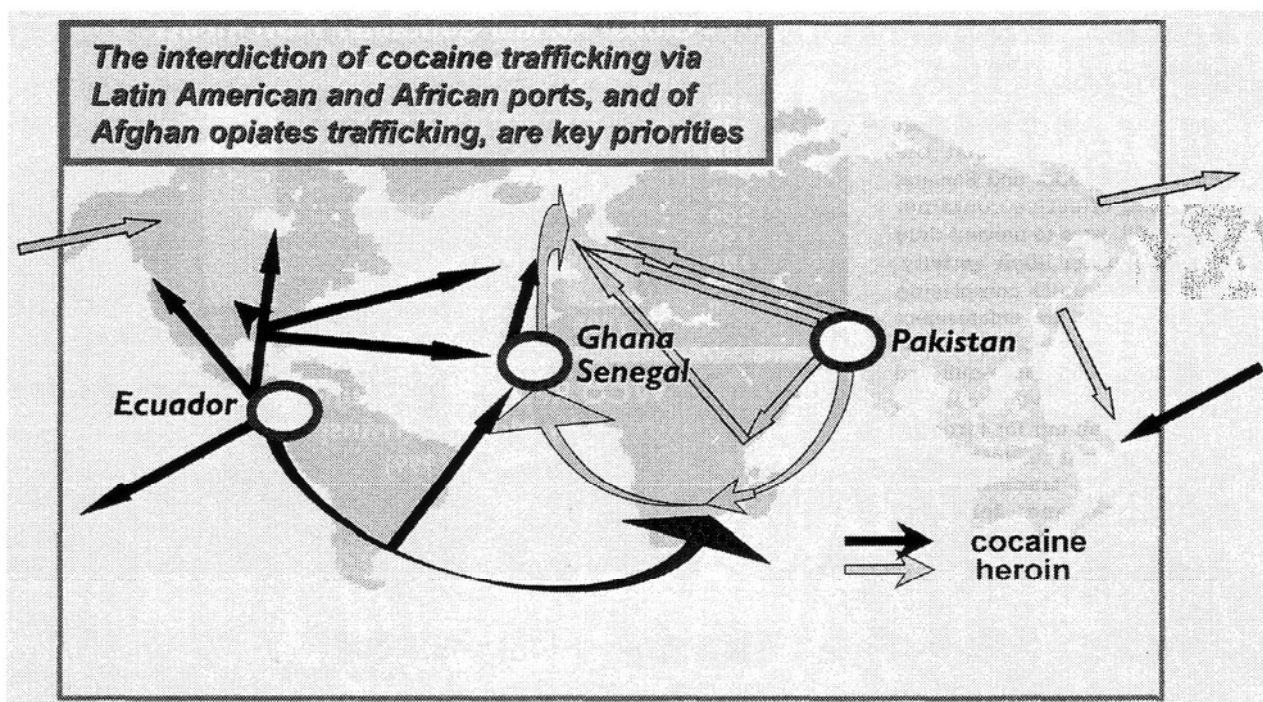 The interdiction of cocaine trafficking via
Latin American and African ports, and of
Afghan opiates trafficking, are key priorities
Ghana
Senegal
Pakistan
Ecuador
cocaine
heroin